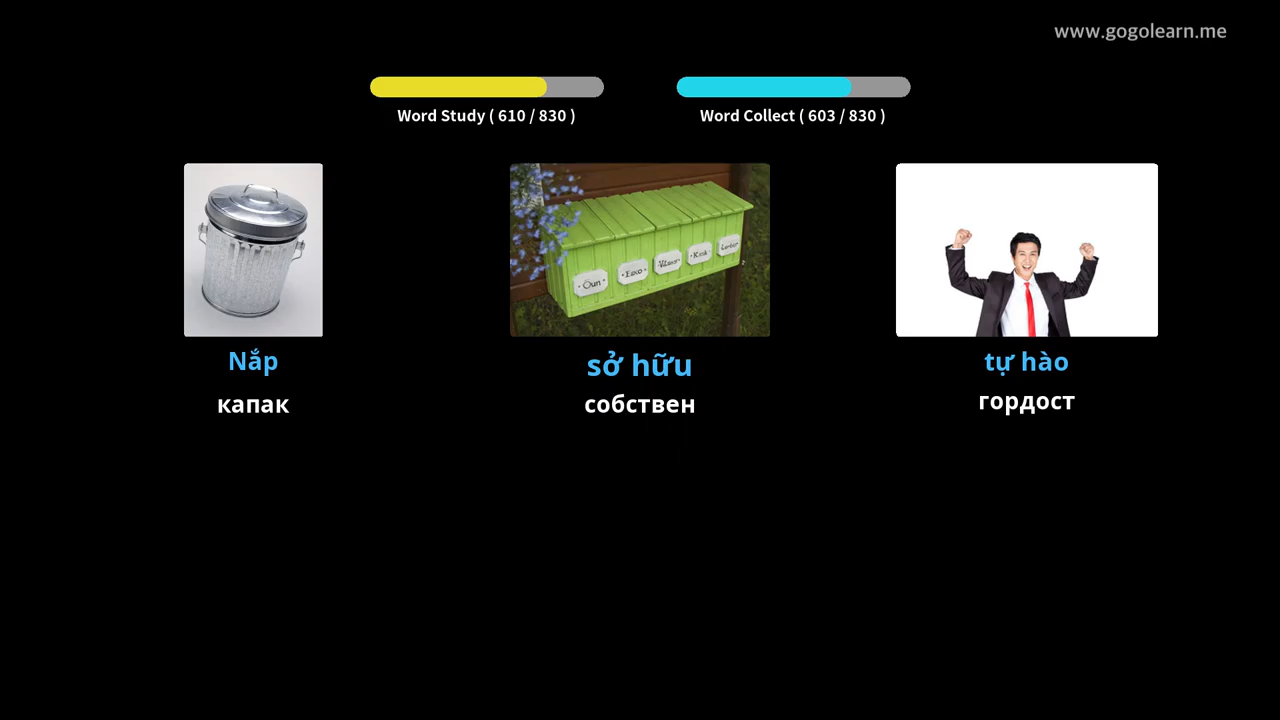 www.gogolearn.me
Word Study ( 610 / 830 )
Word Collect ( 603 / 830 )
Oun
Nắp
sở hữu
tự hào
капак
собствен
гордост